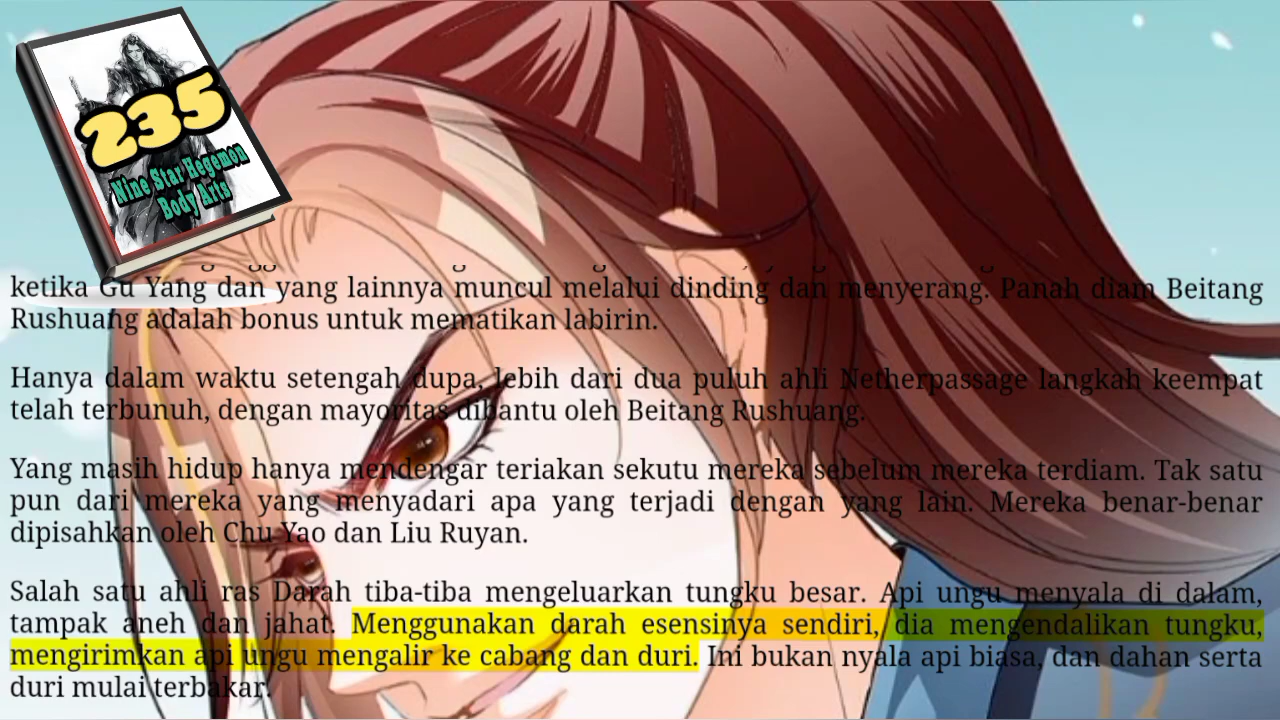 235
Nine Star Hegemon
Body Arts
ketika Gu Yang dan yang lainnya muncul melalui dinding dan menyerang. Panah diam Beitang
Rushuang adalah bonus untuk mematikan labirin.
Hanya dalam waktu setengah dupa, lebih dari dua puluh ahli Netherpassage langkah keempat
telah terbunuh, dengan mayoritas dibantu oleh Beitang Rushuang.
Yang masih hidup hanya mendengar teriakan sekutu mereka sebelum mereka terdiam. Tak satu
pun dari mereka yang menyadari apa yang terjadi dengan yang lain. Mereka benar-benar
dipisahkan oleh Chu Yao dan Liu Ruyan.
Salah satu ahli ras Darah tiba-tiba mengeluarkan tungku besar. Api ungu menyala di dalam,
tampak aneh dan jahat. Menggunakan darah esensinya sendiri, dia mengendalikan tungku,
mengirimkan api ungu mengalir ke cabang dan duri. Ini bukan nyala api biasa, dan dahan serta
duri mulai terbakar.